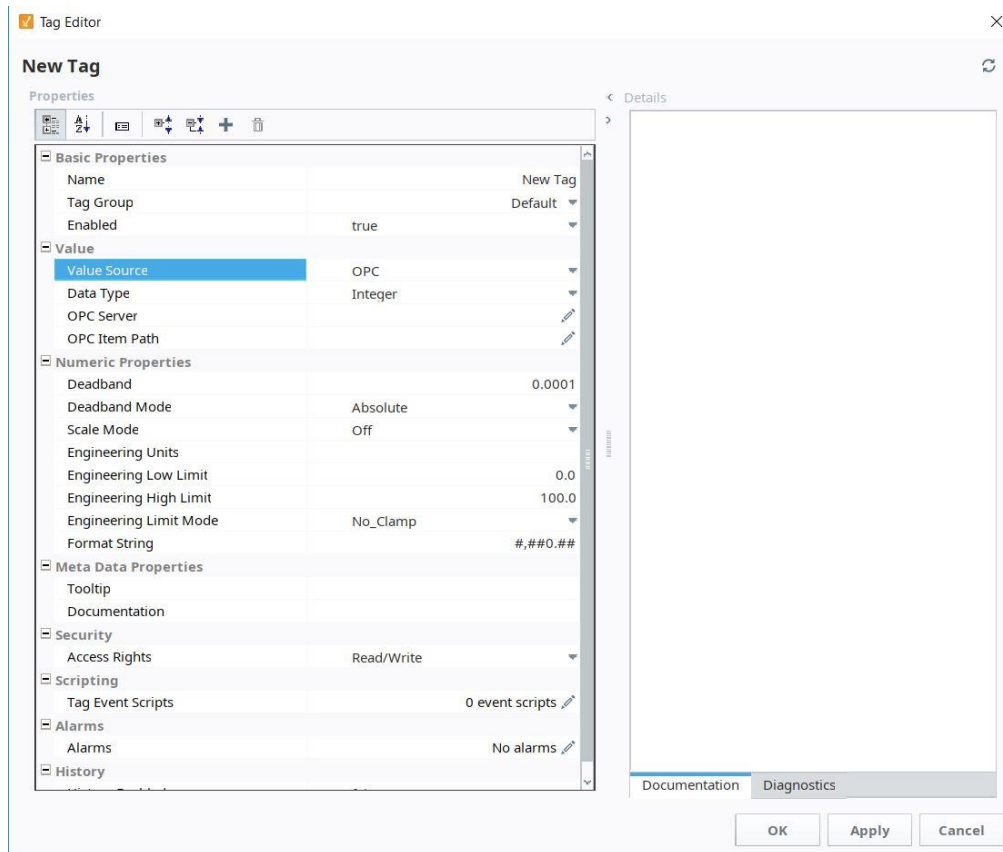 Tag Editor
New Tag
Properties
Details
Basic Properties
Name New Tag
Tag Group Default
Enabled true
Value
Value Source OPC
Data Type Integer
OPC Server
OPC Item Path
Numeric Properties
Deadband 0.0001
Deadband Mode Absolute
Scale Mode Off
Engineering Units
Engineering Low Limit 0.0
Engineering High Limit 100.0
Engineering Limit Mode No_Clamp
Format String #,##0.##
Meta Data Properties
Tooltip
Documentation
Security
Access Rights Read/Write
Scripting
Tag Event Scripts 0 event scripts
Alarms
Alarms No alarms
History
Documentation Diagnostics
OK Apply Cancel